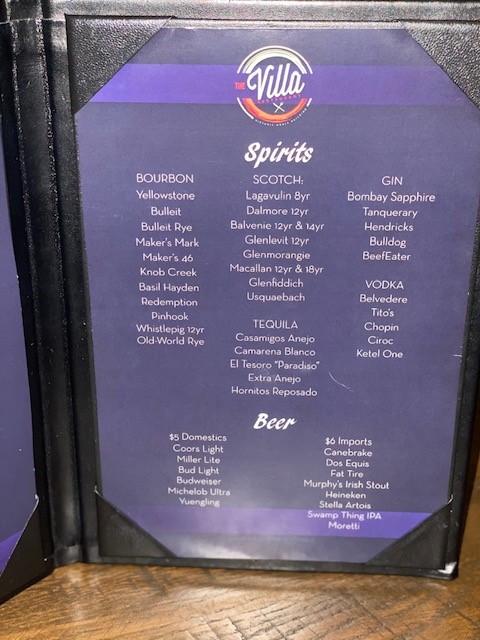 THE Villa
RESTAURANT
Spirits
BOURBON
Yellowstone
Bulleit
Bulleit Rye
Maker's Mark
Maker's 46
Knob Creek
Basil Hayden
Redemption
Pinhook
Whistlepig 12yr
Old-World Rye
SCOTCH:
Lagavulin 8yr
Dalmore 12yr
Balvenie 12yr & 14yr
Glenlevit 12yr
Glenmorangie
Macallan 12yr & 18yr
Glenfiddich
Usquaebach
TEQUILA
Casamigos Anejo
Camarena Blanco
El Tesoro "Paradiso"
Extra Anejo
Hornitos Reposado
GIN
Bombay Sapphire
Tanquerary
Hendricks
Bulldog
BeefEater
VODKA
Belvedere
Tito's
Chopin
Ciroc
Ketel One
Beer
$5 Domestics
Coors Light
Miller Lite
Bud Light
Budweiser
Michelob Ultra
Yuengling
$6 Imports
Canebrake
Dos Equis
Fat Tire
Murphy's Irish Stout
Heineken
Stella Artois
Swamp Thing IPA
Moretti